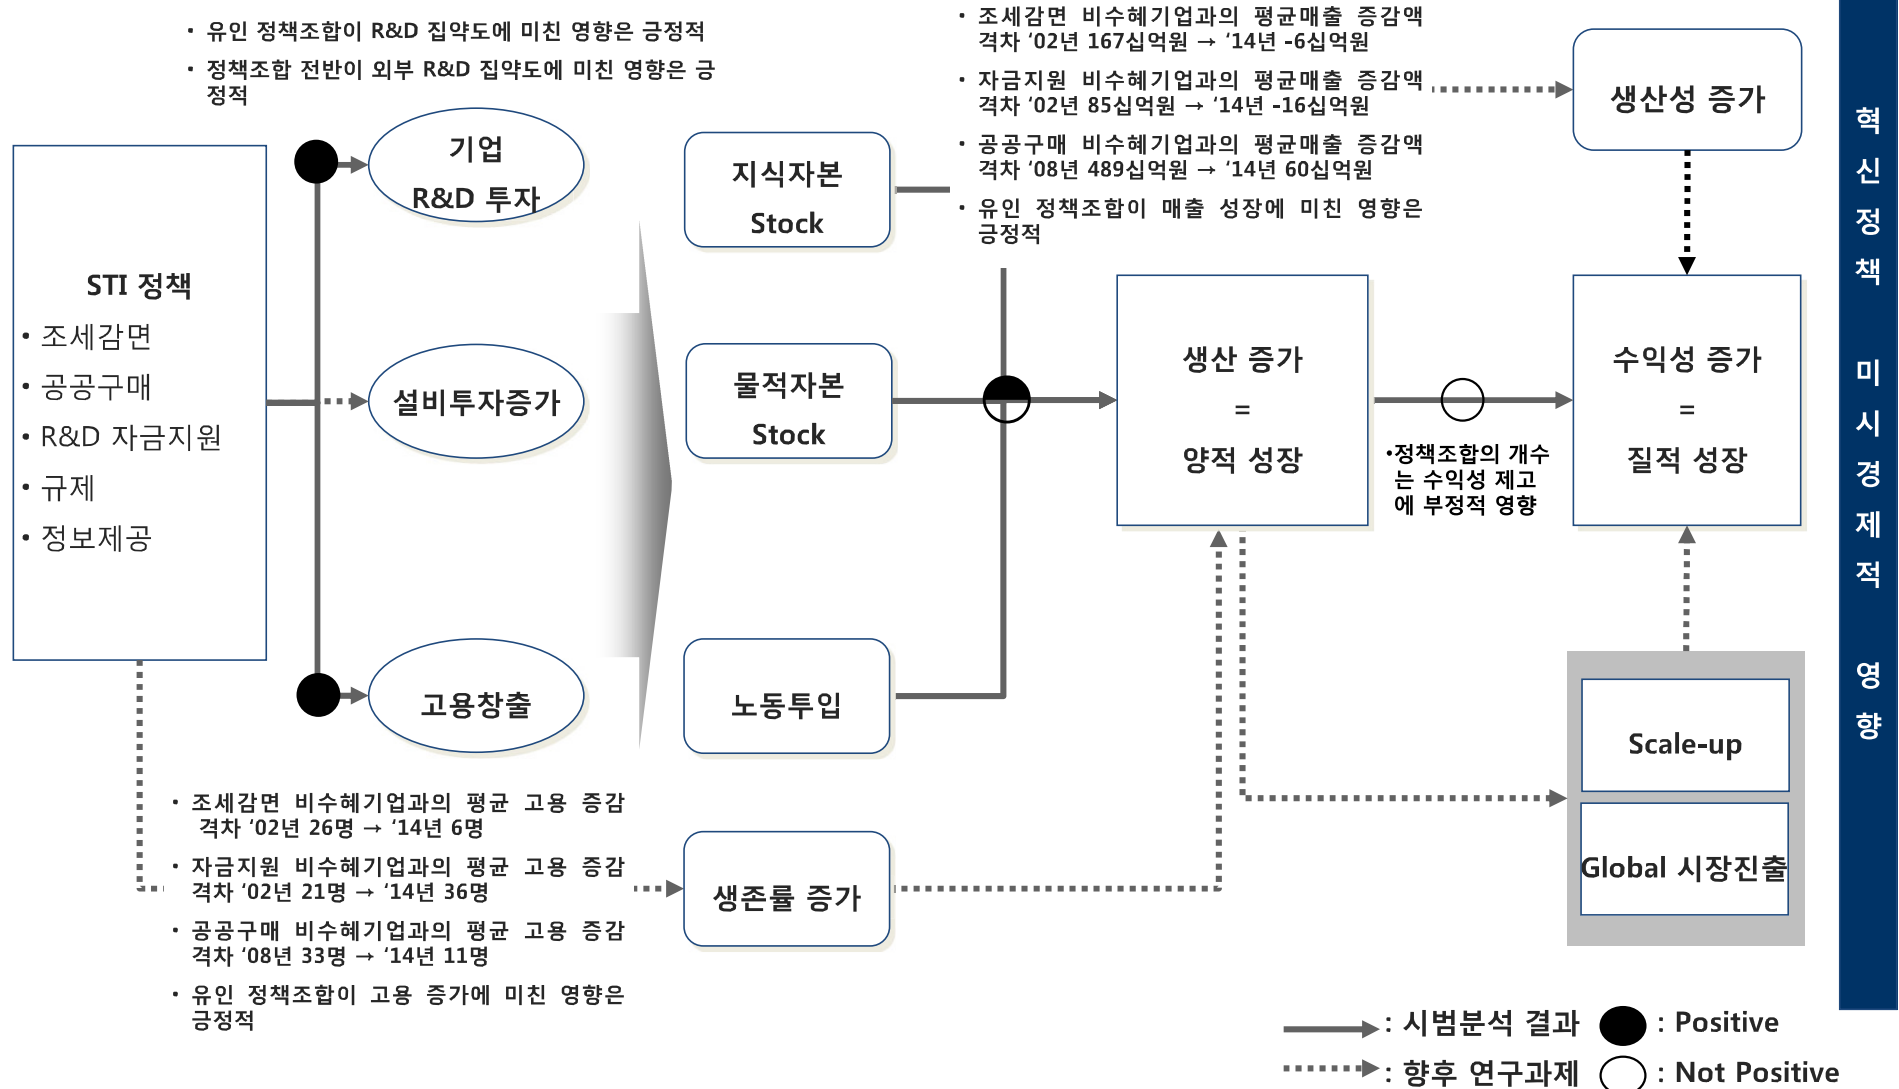 • 유인 정책조합이 R&D 집약도에 미친 영향은 긍정적
• 정책조합 전반이 외부 R&D 집약도에 미친 영향은 긍
정적
• 조세감면 비수혜기업과의 평균매출 증감액
격차 ‘02년 167십억원 → ‘14년 -6십억원
• 자금지원 비수혜기업과의 평균매출 증감액
격차 ‘02년 85십억원 → ‘14년 -16십억원
• 공공구매 비수혜기업과의 평균매출 증감액
격차 ‘08년 489십억원 → ‘14년 60십억원
• 유인 정책조합이 매출 성장에 미친 영향은
긍정적
STI 정책
• 조세감면
• 공공구매
• R&D 자금지원
• 규제
• 정보제공
기업
R&D 투자
설비투자증가
고용창출
지식자본
Stock
물적자본
Stock
노동투입
생산 증가
=
양적 성장
•정책조합의 개수
는 수익성 제고
에 부정적 영향
생산성 증가
수익성 증가
=
질적 성장
Scale-up
Global 시장진출
• 조세감면 비수혜기업과의 평균 고용 증감
격차 ‘02년 26명 → ‘14년 6명
• 자금지원 비수혜기업과의 평균 고용 증감
격차 ‘02년 21명 → ‘14년 36명
• 공공구매 비수혜기업과의 평균 고용 증감
격차 ‘08년 33명 → ‘14년 11명
• 유인 정책조합이 고용 증가에 미친 영향은
긍정적
생존률 증가
혁신정책 미시경제적 영향
: 시범분석 결과 : Positive
: 향후 연구과제 : Not Positive